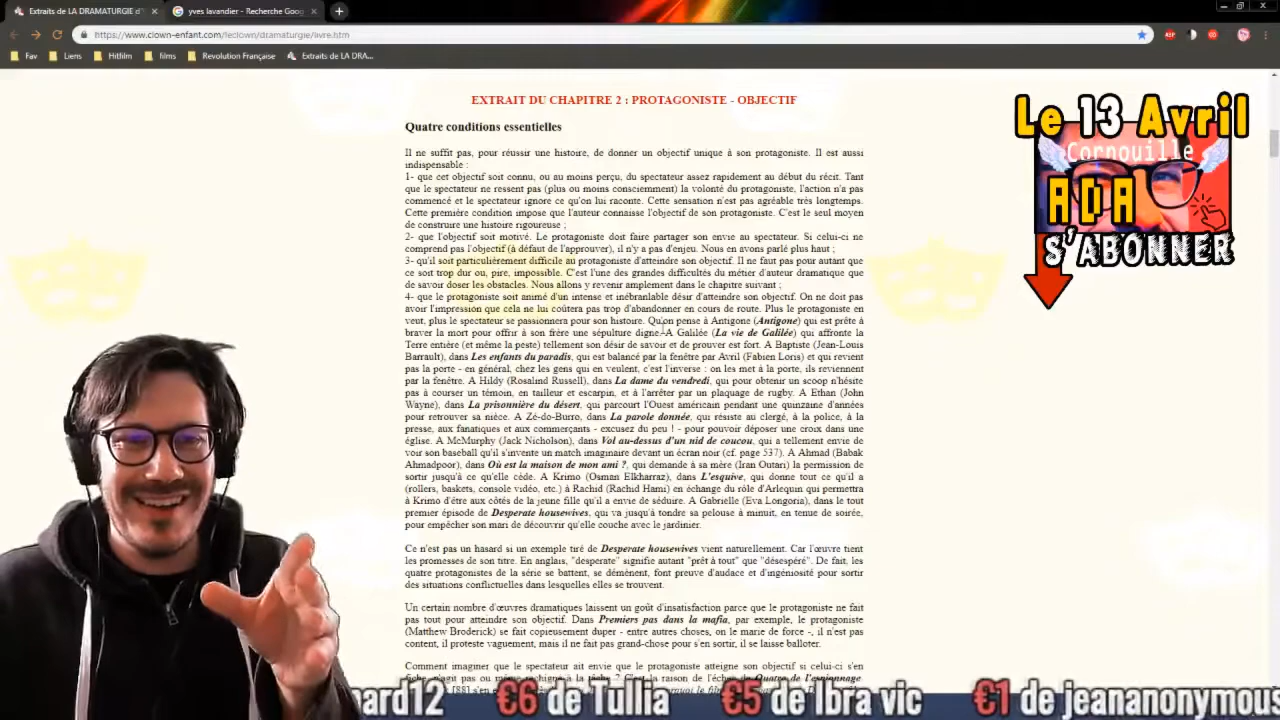 Extraits de LA DRAMATURGIE d'
yves lavandier - Recherche Goo
https://www.clown-enfant.com/leclown/dramaturgie/livre.htm
Fav
Liens
Hitfilm
films
Revolution Française
Extraits de LA DRA...
EXTRAIT DU CHAPITRE 2 : PROTAGONISTE - OBJECTIF
Quatre conditions essentielles
Il ne suffit pas, pour réussir une histoire, de donner un objectif unique à son protagoniste. Il est aussi
indispensable :
1- que cet objectif soit connu, ou au moins perçu, du spectateur assez rapidement au début du récit. Tant
que le spectateur ne ressent pas (plus ou moins consciemment) la volonté du protagoniste, l'action n'a pas
commencé et le spectateur ignore ce qu'on lui raconte. Cette sensation n'est pas agréable très longtemps.
Cette première condition impose que l'auteur connaisse l'objectif de son protagoniste. C'est le seul moyen
de construire une histoire rigoureuse ;
2- que l'objectif soit motivé. Le protagoniste doit faire partager son envie au spectateur. Si celui-ci ne
comprend pas l'objectif (à défaut de l'approuver), il n'y a pas d'enjeu. Nous en avons parlé plus haut ;
3- qu'il soit particulièrement difficile au protagoniste d'atteindre son objectif. Il ne faut pas pour autant que
ce soit trop dur ou, pire, impossible. C'est l'une des grandes difficultés du métier d'auteur dramatique que
de savoir doser les obstacles. Nous allons y revenir amplement dans le chapitre suivant ;
4- que le protagoniste soit animé d'un intense et inébranlable désir d'atteindre son objectif. On ne doit pas
avoir l'impression que cela ne lui coûtera pas trop d'abandonner en cours de route. Plus le protagoniste en
veut, plus le spectateur se passionnera pour son histoire. Qu'on pense à Antigone (Antigone) qui est prête à
braver la mort pour offrir à son frère une sépulture digne. A Galilée (La vie de Galilée) qui affronte la
Terre entière (et même la peste) tellement son désir de savoir et de prouver est fort. A Baptiste (Jean-Louis
Barrault), dans Les enfants du paradis, qui est balancé par la fenêtre par Avril (Fabien Loris) et qui revient
pas la porte - en général, chez les gens qui en veulent, c'est l'inverse : on les met à la porte, ils reviennent
par la fenêtre. A Hildy (Rosalind Russell), dans La dame du vendredi, qui pour obtenir un scoop n'hésite
pas à courser un témoin, en tailleur et escarpin, et à l'arrêter par un plaquage de rugby. A Ethan (John
Wayne), dans La prisonnière du désert, qui parcourt l'Ouest américain pendant une quinzaine d'années
pour retrouver sa nièce. A Zé-do-Burro, dans La parole donnée, qui résiste au clergé, à la police, à la
presse, aux fanatiques et aux commerçants - excusez du peu ! - pour pouvoir déposer une croix dans une
église. A McMurphy (Jack Nicholson), dans Vol au-dessus d'un nid de coucou, qui a tellement envie de
voir son baseball qu'il s'invente un match imaginaire devant un écran noir (cf. page 537). A Ahmad (Babak
Ahmadpoor), dans Où est la maison de mon ami ?, qui demande à sa mère (Iran Outari) la permission de
sortir jusqu'à ce qu'elle cède. A Krimo (Osman Elkharraz), dans L'esquive, qui donne tout ce qu'il a
(rollers, baskets, console vidéo, etc.) à Rachid (Rachid Hami) en échange du rôle d'Arlequin qui permettra
à Krimo d'être aux côtés de la jeune fille qu'il a envie de séduire. A Gabrielle (Eva Longoria), dans le tout
premier épisode de Desperate housewives, qui va jusqu'à tondre sa pelouse à minuit, en tenue de soirée,
pour empêcher son mari de découvrir qu'elle couche avec le jardinier.
Ce n'est pas un hasard si un exemple tiré de Desperate housewives vient naturellement. Car l'œuvre tient
les promesses de son titre. En anglais, "desperate" signifie autant "prêt à tout" que "désespéré". De fait, les
quatre protagonistes de la série se battent, se démènent, font preuve d'audace et d'ingéniosité pour sortir
des situations conflictuelles dans lesquelles elles se trouvent.
Un certain nombre d'œuvres dramatiques laissent un goût d'insatisfaction parce que le protagoniste ne fait
pas tout pour atteindre son objectif. Dans Premiers pas dans la mafia, par exemple, le protagoniste
(Matthew Broderick) se fait copieusement duper - entre autres choses, on le marie de force -, il n'est pas
content, il proteste vaguement, mais il ne fait pas grand-chose pour s'en sortir, il se laisse balloter.
Comment imaginer que le spectateur ait envie que le protagoniste atteigne son objectif si celui-ci s'en
fiche, n'agit pas ou même rechigne à la tâche ? C'est la raison de l'échec de Quatre de l'espionnage
Le 13 Avril
Cornouille
ADA
S'ABONNER
ard12 €6 de Tullia €5 de Ibra vic €1 de jeananonymous